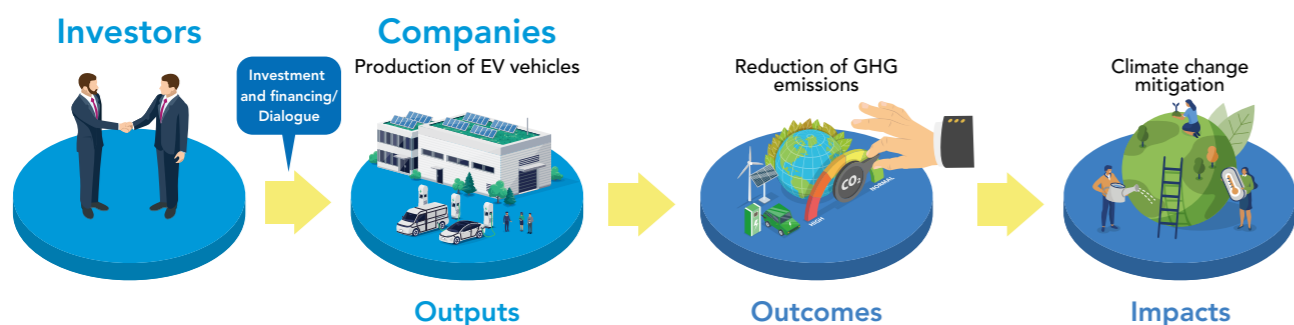 Investors
Investment
and financing/
Dialogue
Companies
Production of EV vehicles
Outputs
Reduction of GHG
emissions
CO₂
HIGH
NORMAL
Outcomes
Climate change
mitigation
Impacts